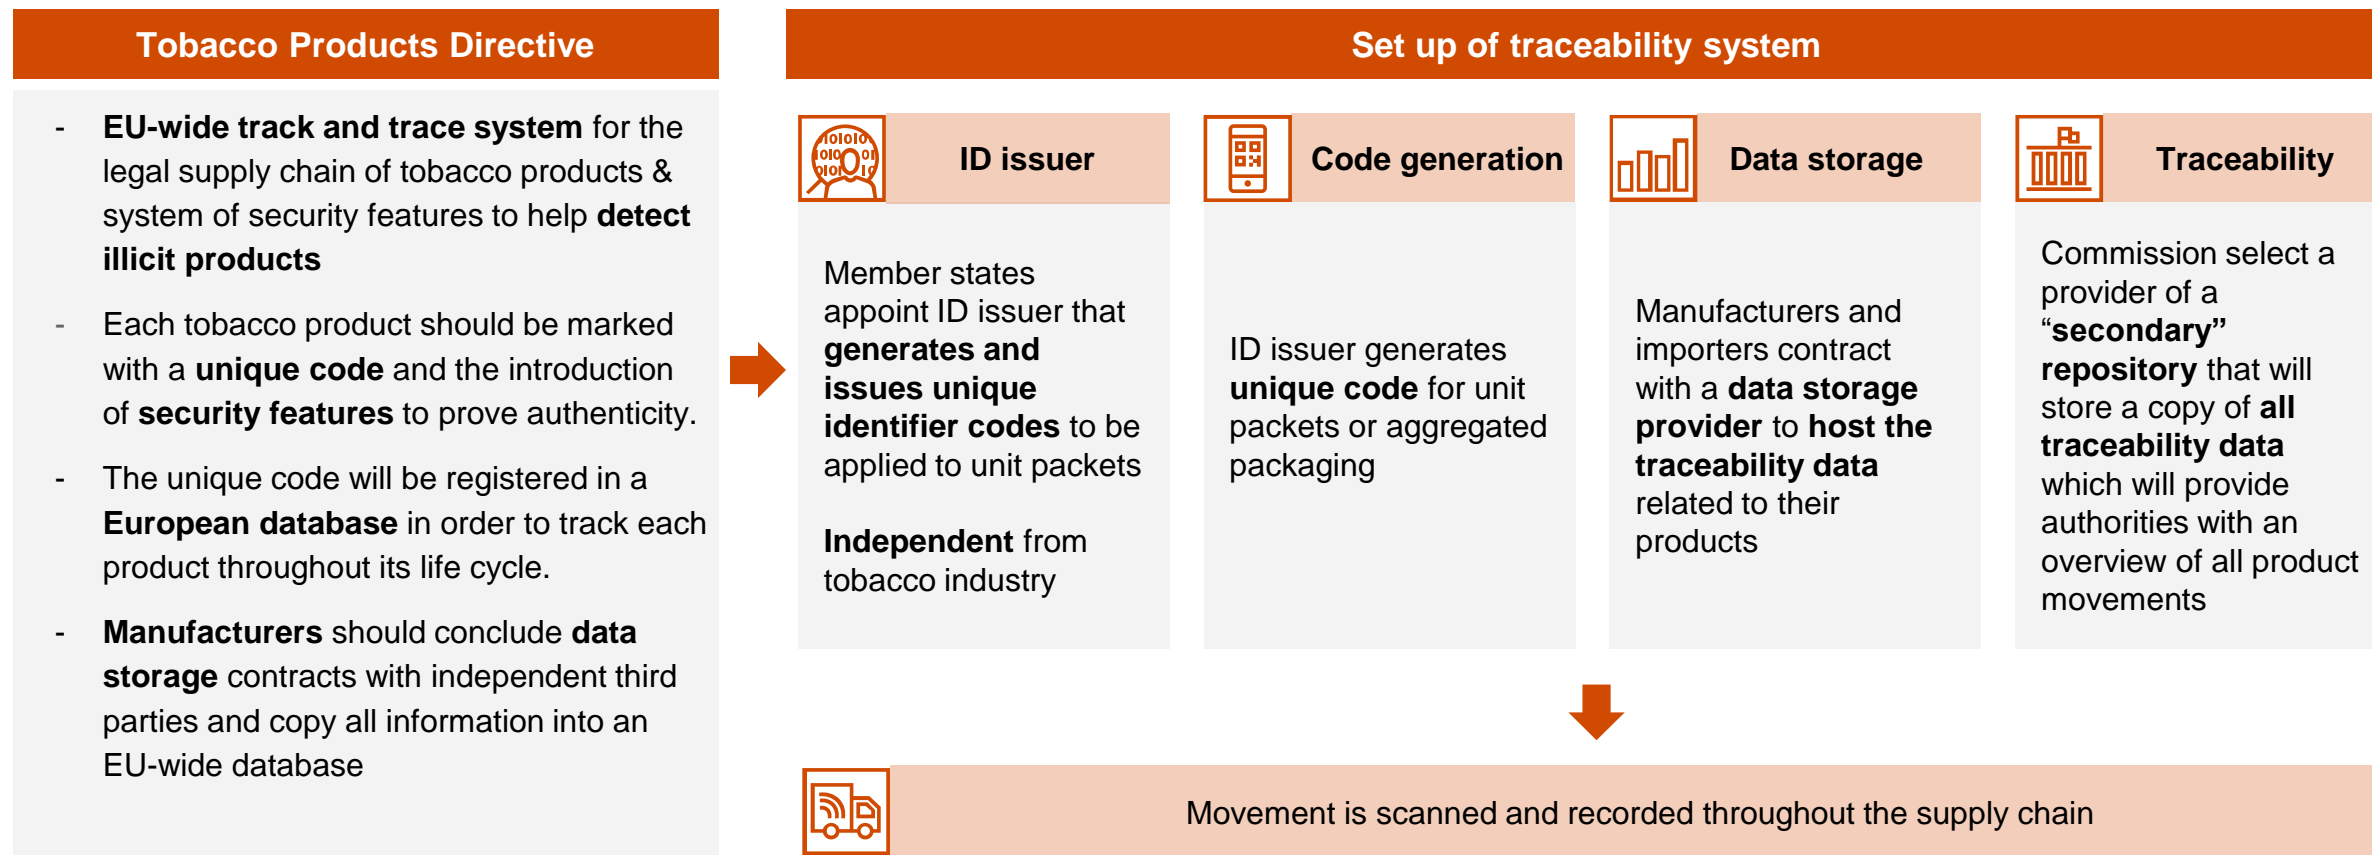 Tobacco Products Directive
- EU-wide track and trace system for the
legal supply chain of tobacco products &
system of security features to help detect
illicit products
- Each tobacco product should be marked
with a unique code and the introduction
of security features to prove authenticity.
- The unique code will be registered in a
European database in order to track each
product throughout its life cycle.
- Manufacturers should conclude data
storage contracts with independent third
parties and copy all information into an
EU-wide database
Set up of traceability system
ID issuer
Member states
appoint ID issuer that
generates and
issues unique
identifier codes to be
applied to unit packets
Independent from
tobacco industry
Code generation
ID issuer generates
unique code for unit
packets or aggregated
packaging
Data storage
Manufacturers and
importers contract
with a data storage
provider to host the
traceability data
related to their
products
Traceability
Commission select a
provider of a
“secondary”
repository that will
store a copy of all
traceability data
which will provide
authorities with an
overview of all product
movements
Movement is scanned and recorded throughout the supply chain